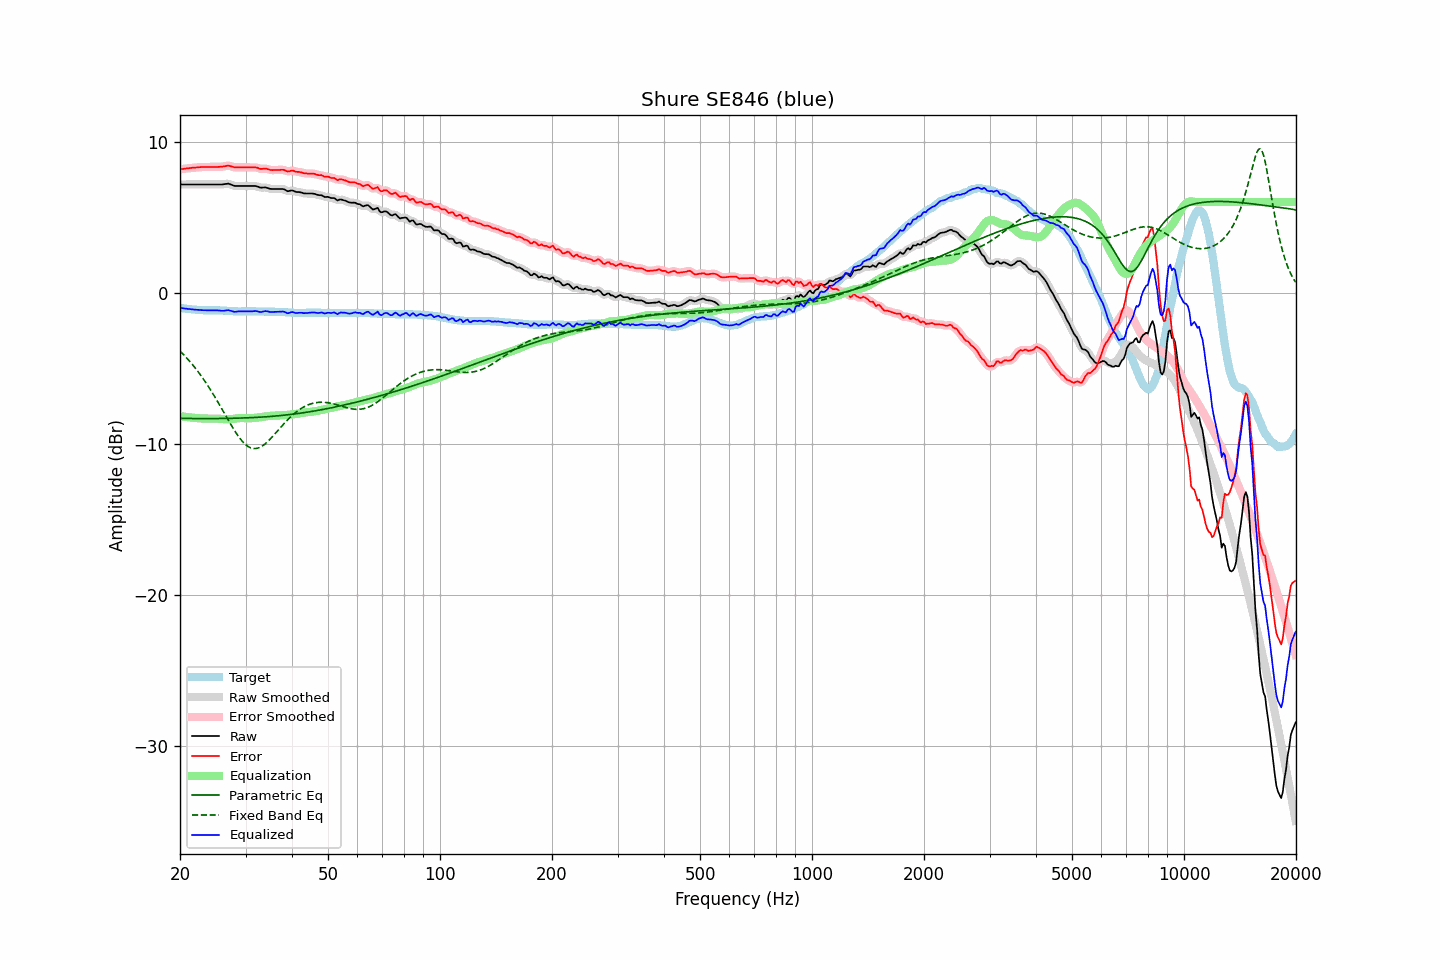 Shure SE846 (blue)
Amplitude (dBr)
10
0
−10
−20
−30
Target
Raw Smoothed
Error Smoothed
Raw
Error
Equalization
Parametric Eq
Fixed Band Eq
Equalized
20 50 100 200 500 1000 2000 5000 10000 20000
Frequency (Hz)